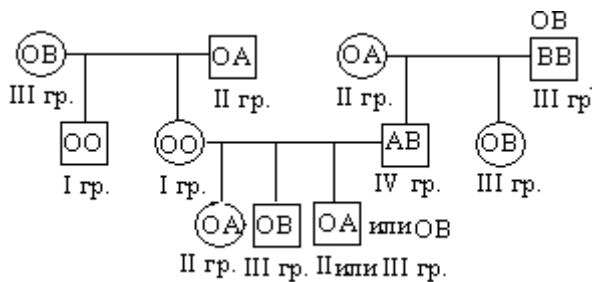 OB
OB OA OA BB
III гр. II гр. II гр. III гр.
OO OO AB OB
I гр. I гр. IV гр. III гр.
OA OB OA или OB
II гр. III гр. II или III гр.